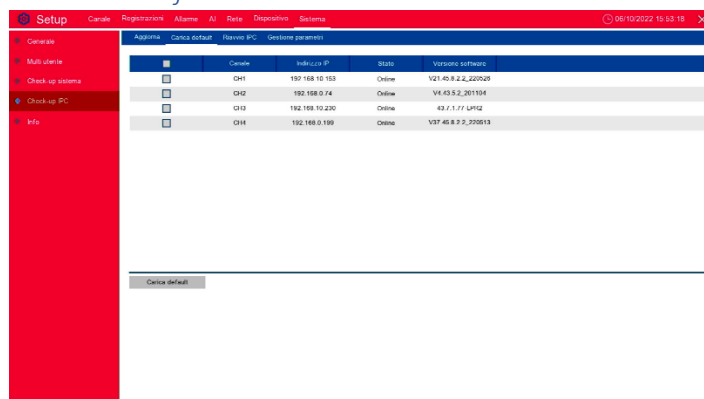 Setup Canale Registrazioni Allarme AI Rete Dispositivo Sistema 06/10/2022 15:53:18 X
Generale
Multi utente
Check-up sistema
Check-up IPC
Info
Aggiorna Carica default Riavvio IPC Gestione parametri
Canale Indirizzo IP Stato Versione software
CH1 192.168.10.153 Online V21.45.8.2.2_220526
CH2 192.168.0.74 Online V4.43.5.2_201104
CH3 192.168.10.230 Online 43.7.1.77
CH4 192.168.0.199 Online V37.45.8.2.2_220513
Carica default